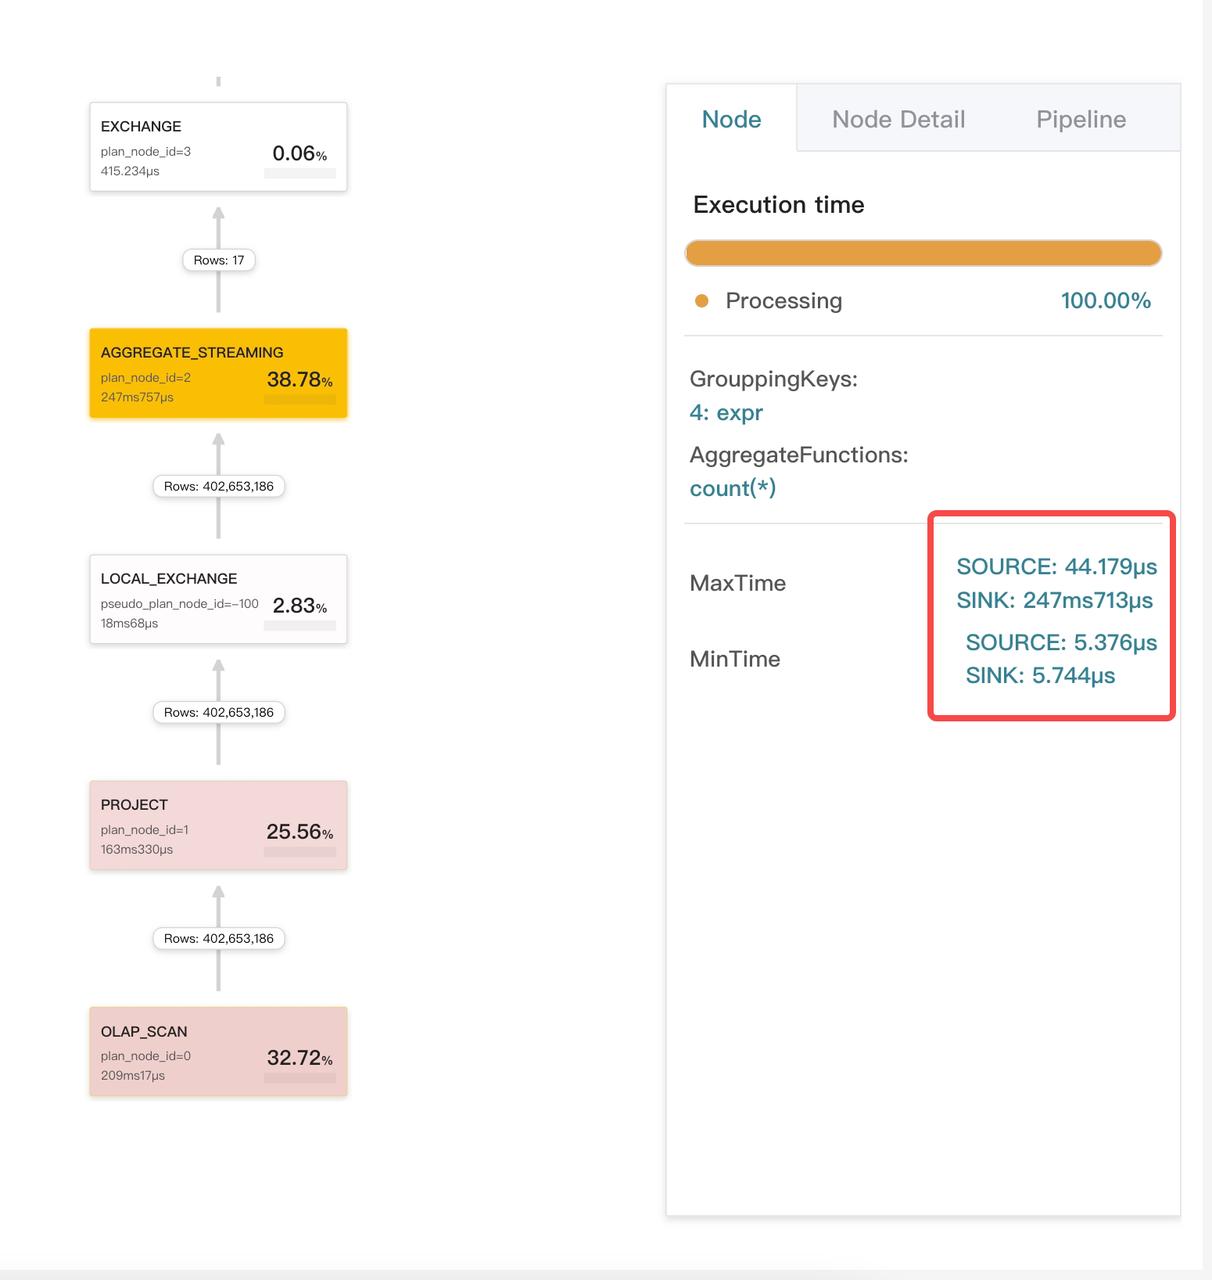 EXCHANGE
plan_node_id=3
415.234μs
0.06%
Rows: 17
AGGREGATE_STREAMING
plan_node_id=2
247ms757μs
38.78%
Rows: 402,653,186
LOCAL_EXCHANGE
pseudo_plan_node_id=-100
18ms68μs
2.83%
Rows: 402,653,186
PROJECT
plan_node_id=1
163ms330μs
25.56%
Rows: 402,653,186
OLAP_SCAN
plan_node_id=0
209ms17μs
32.72%
Node
Node Detail
Pipeline
Execution time
Processing 100.00%
GrouppingKeys:
4: expr
AggregateFunctions:
count(*)
MaxTime
SOURCE: 44.179μs
SINK: 247ms713μs
MinTime
SOURCE: 5.376μs
SINK: 5.744μs